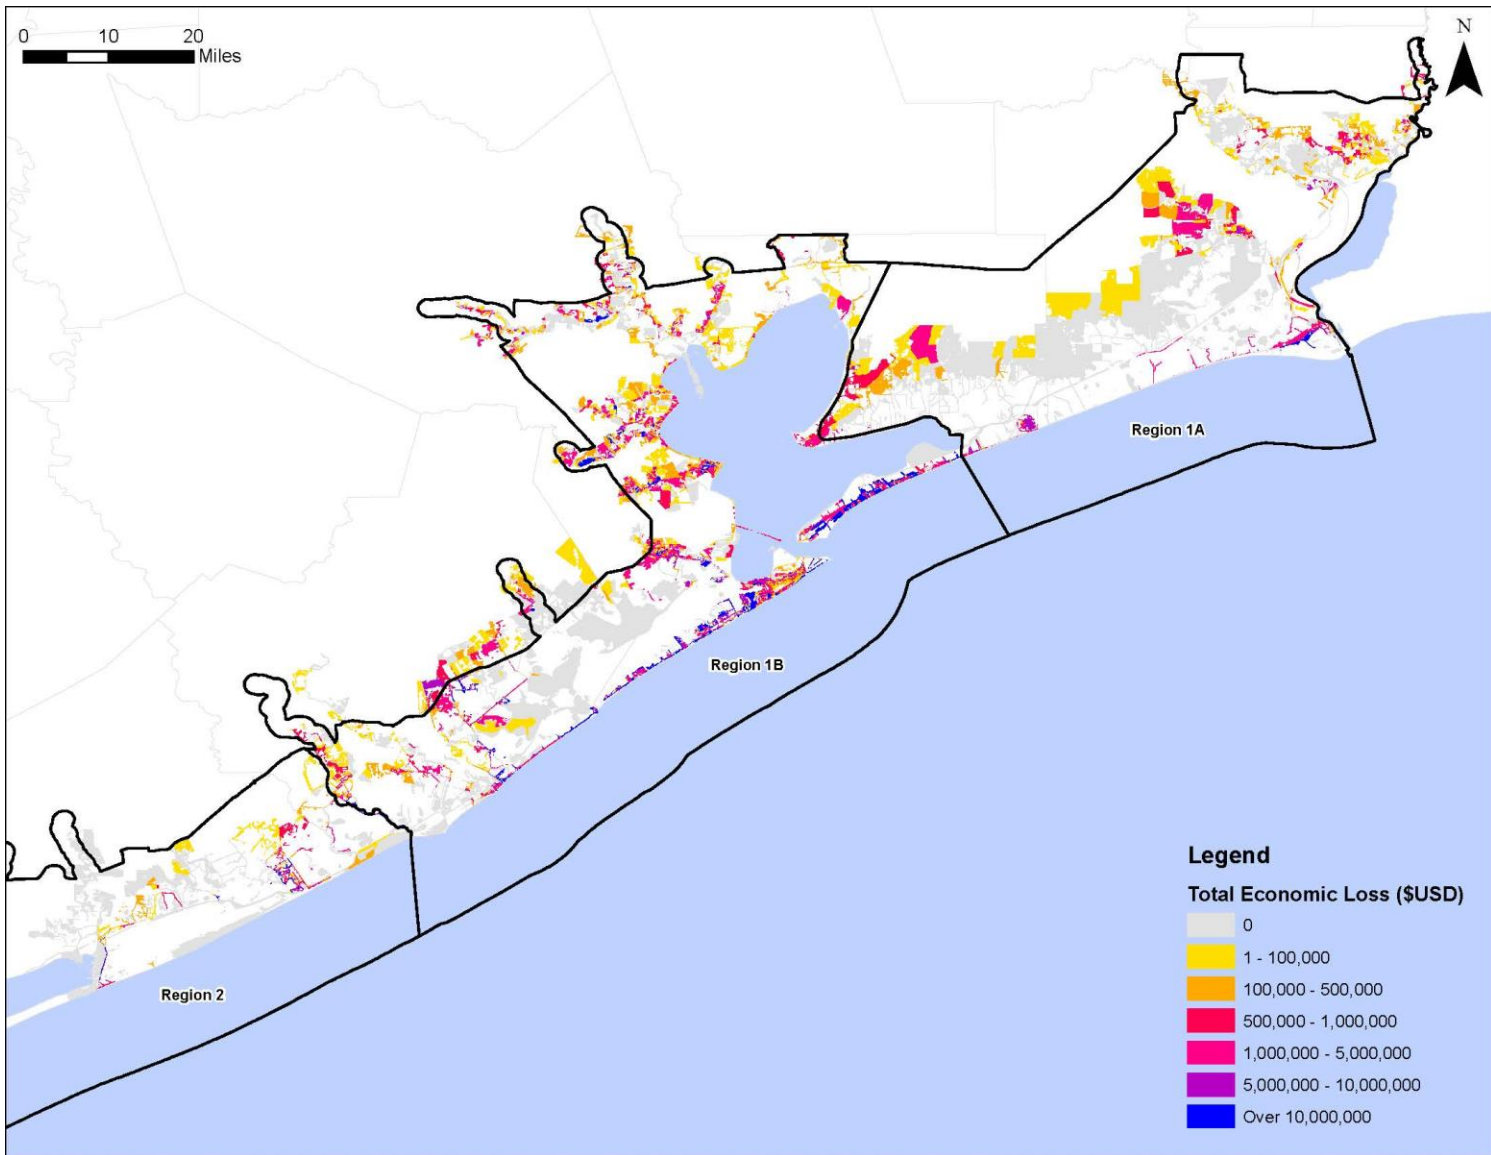 0 10 20
Miles
N
Region 1A
Region 1B
Region 2
Legend
Total Economic Loss ($USD)
0
1 - 100,000
100,000 - 500,000
500,000 - 1,000,000
1,000,000 - 5,000,000
5,000,000 - 10,000,000
Over 10,000,000